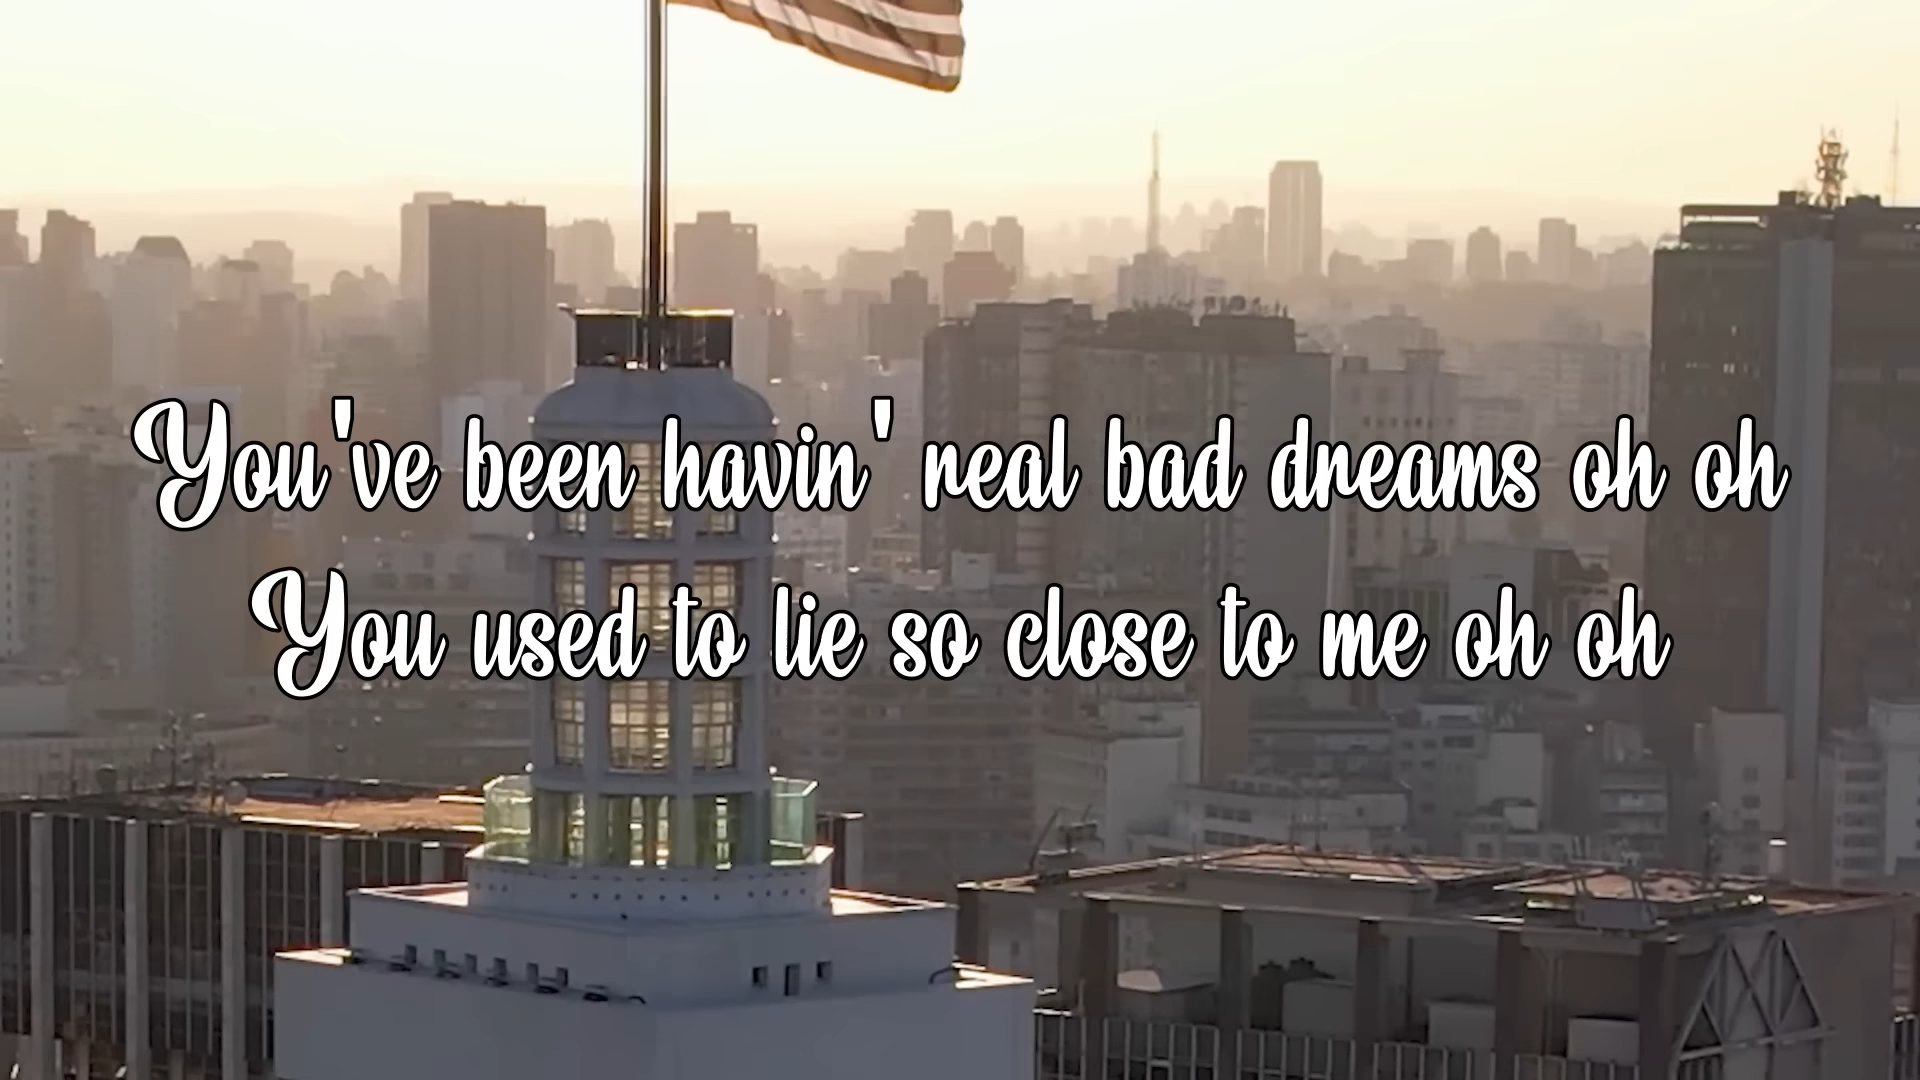 You've been havin' real bad dreams oh oh
You used to lie so close to me oh oh